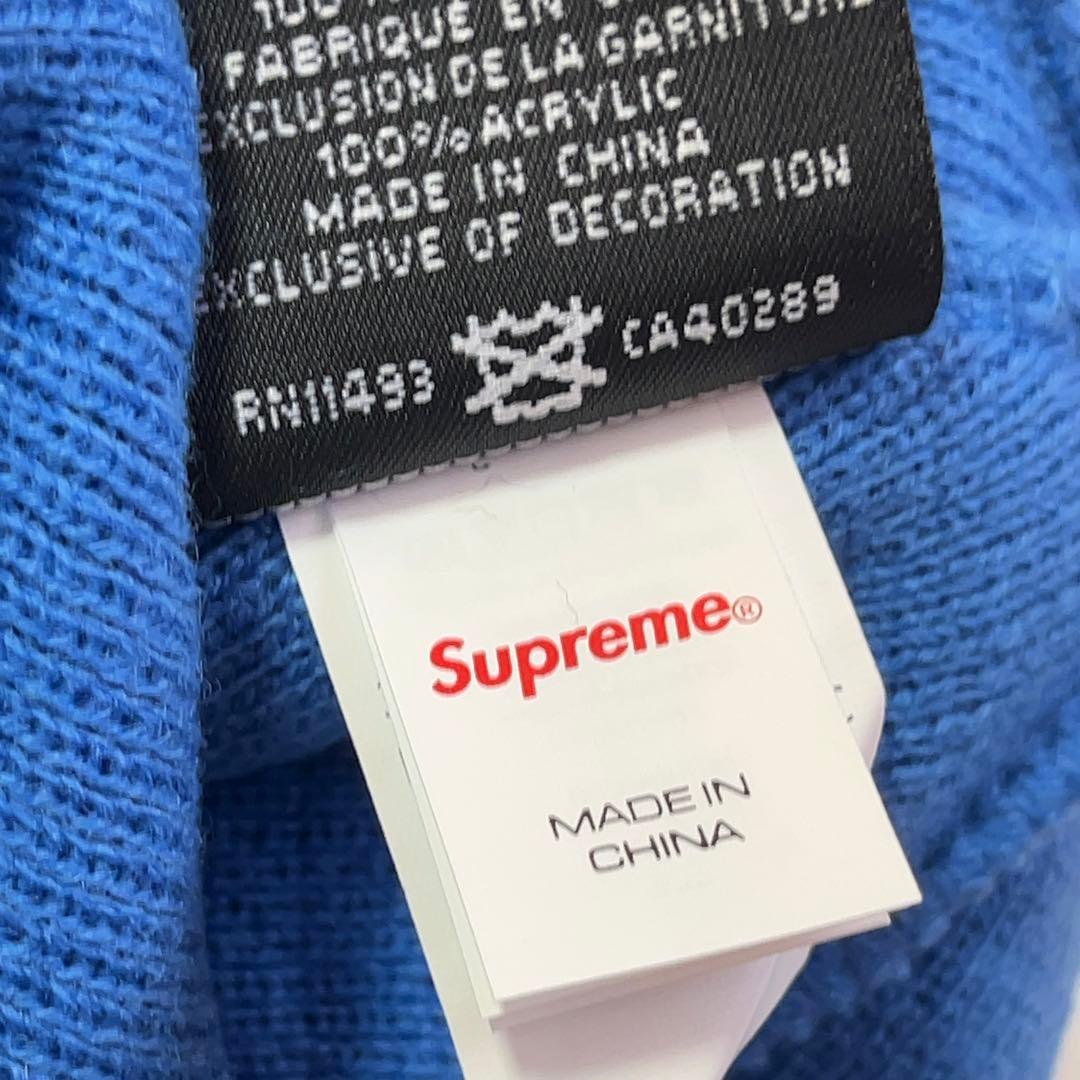 FABRIQUE EN
EXCLUSION DE LA GARNITURE
100% ACRYLIC
MADE IN CHINA
EXCLUSIVE OF DECORATION
RN11493 CA40289
Supreme®
MADE IN
CHINA